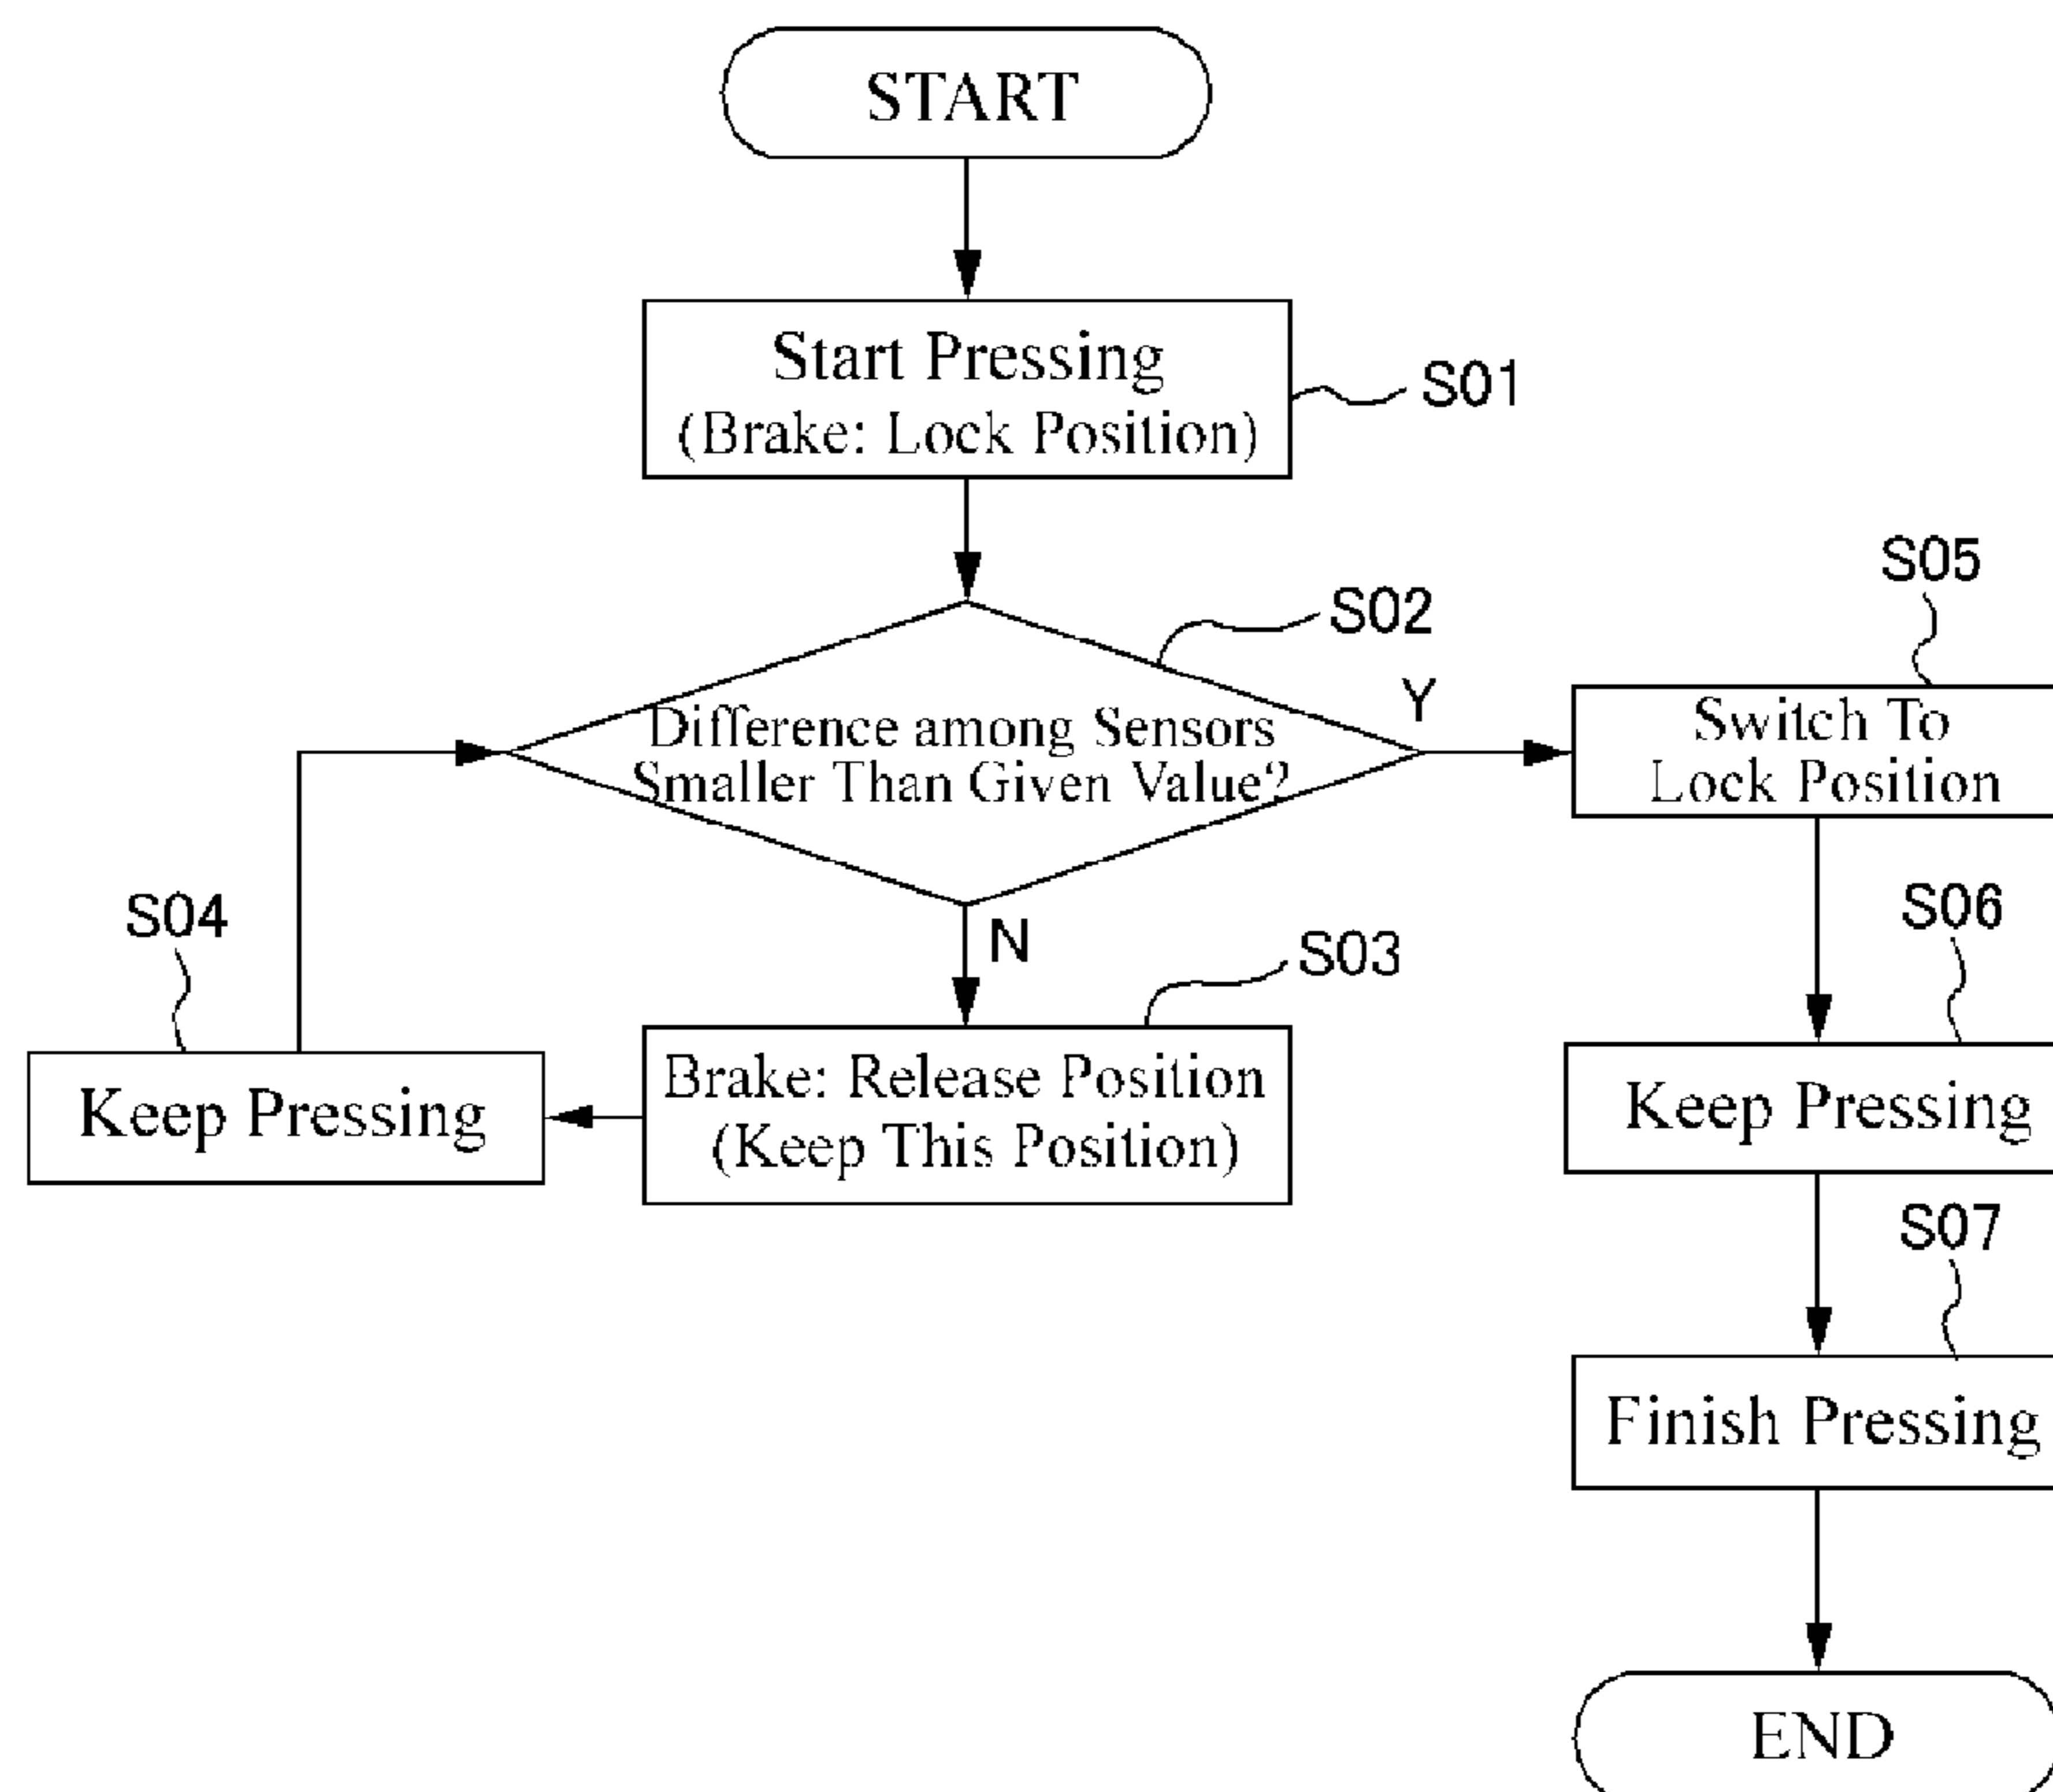 START
Start Pressing
(Brake: Lock Position)
S01
S02
Difference among Sensors
Smaller Than Given Value?
Y
N
S03
Brake: Release Position
(Keep This Position)
S04
Keep Pressing
S05
Switch To
Lock Position
S06
Keep Pressing
S07
Finish Pressing
END